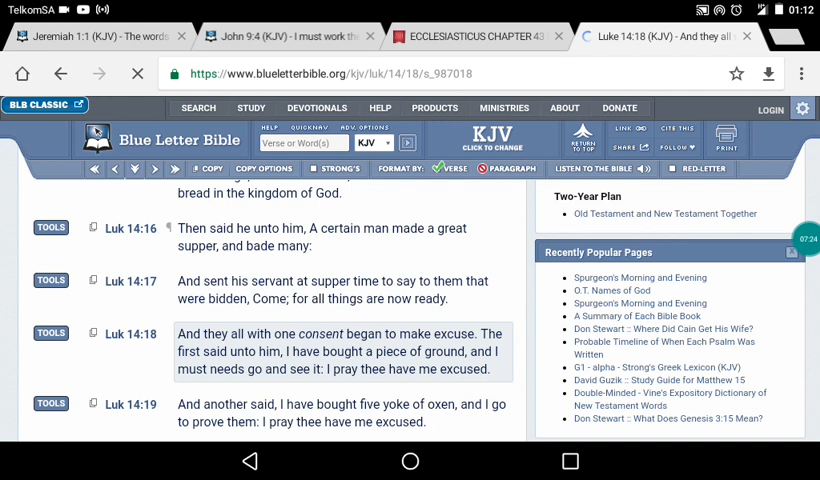 TelkomSA
01:12
Jeremiah 1:1 (KJV) - The words
John 9:4 (KJV) - I must work the
ECCLESIASTICUS CHAPTER 43
Luke 14:18 (KJV) - And they all
https://www.blueletterbible.org/kjv/luk/14/18/s_987018
BLB CLASSIC
SEARCH STUDY DEVOTIONALS HELP PRODUCTS MINISTRIES ABOUT DONATE
LOGIN
Blue Letter Bible
HELP QUICKNAV ADV. OPTIONS
Verse or Word(s) KJV
KJV
CLICK TO CHANGE
RETURN
TO TOP
LINK
SHARE
CITE THIS
FOLLOW
PRINT
COPY COPY OPTIONS STRONG'S FORMAT BY: VERSE PARAGRAPH LISTEN TO THE BIBLE RED-LETTER
bread in the kingdom of God.
TOOLS Luk 14:16 ¶ Then said he unto him, A certain man made a great
supper, and bade many:
TOOLS Luk 14:17 And sent his servant at supper time to say to them that
were bidden, Come; for all things are now ready.
TOOLS Luk 14:18 And they all with one consent began to make excuse. The
first said unto him, I have bought a piece of ground, and I
must needs go and see it: I pray thee have me excused.
TOOLS Luk 14:19 And another said, I have bought five yoke of oxen, and I go
to prove them: I pray thee have me excused.
Two-Year Plan
Old Testament and New Testament Together
07:24
Recently Popular Pages
Spurgeon's Morning and Evening
O.T. Names of God
Spurgeon's Morning and Evening
A Summary of Each Bible Book
Don Stewart :: Where Did Cain Get His Wife?
Probable Timeline of When Each Psalm Was
Written
G1 - alpha - Strong's Greek Lexicon (KJV)
David Guzik :: Study Guide for Matthew 15
Double-Minded - Vine's Expository Dictionary of
New Testament Words
Don Stewart :: What Does Genesis 3:15 Mean?